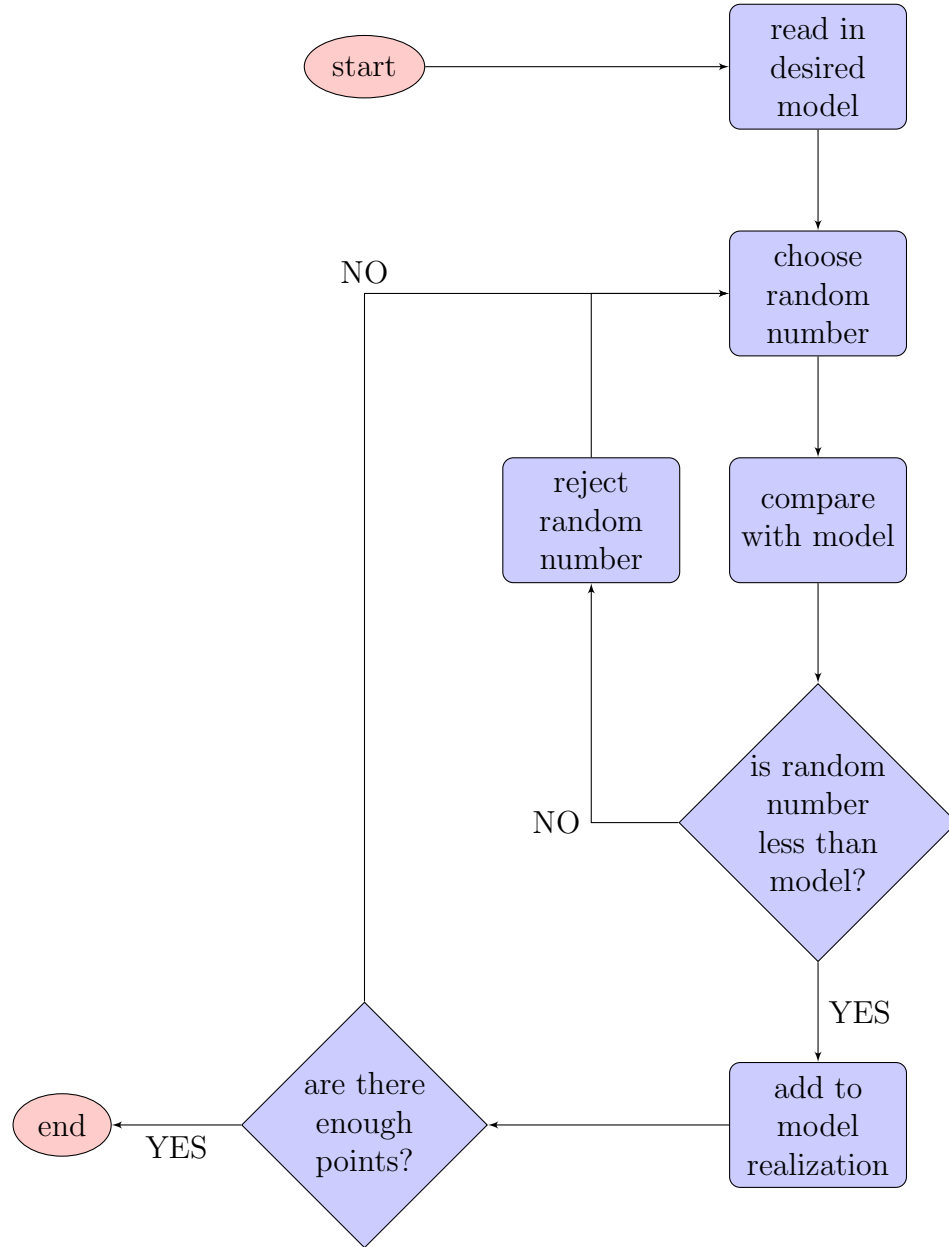 start
read in
desired
model
NO
choose
random
number
reject
random
number
compare
with model
is random
number
less than
model?
NO
YES
are there
enough
points?
add to
model
realization
end
YES